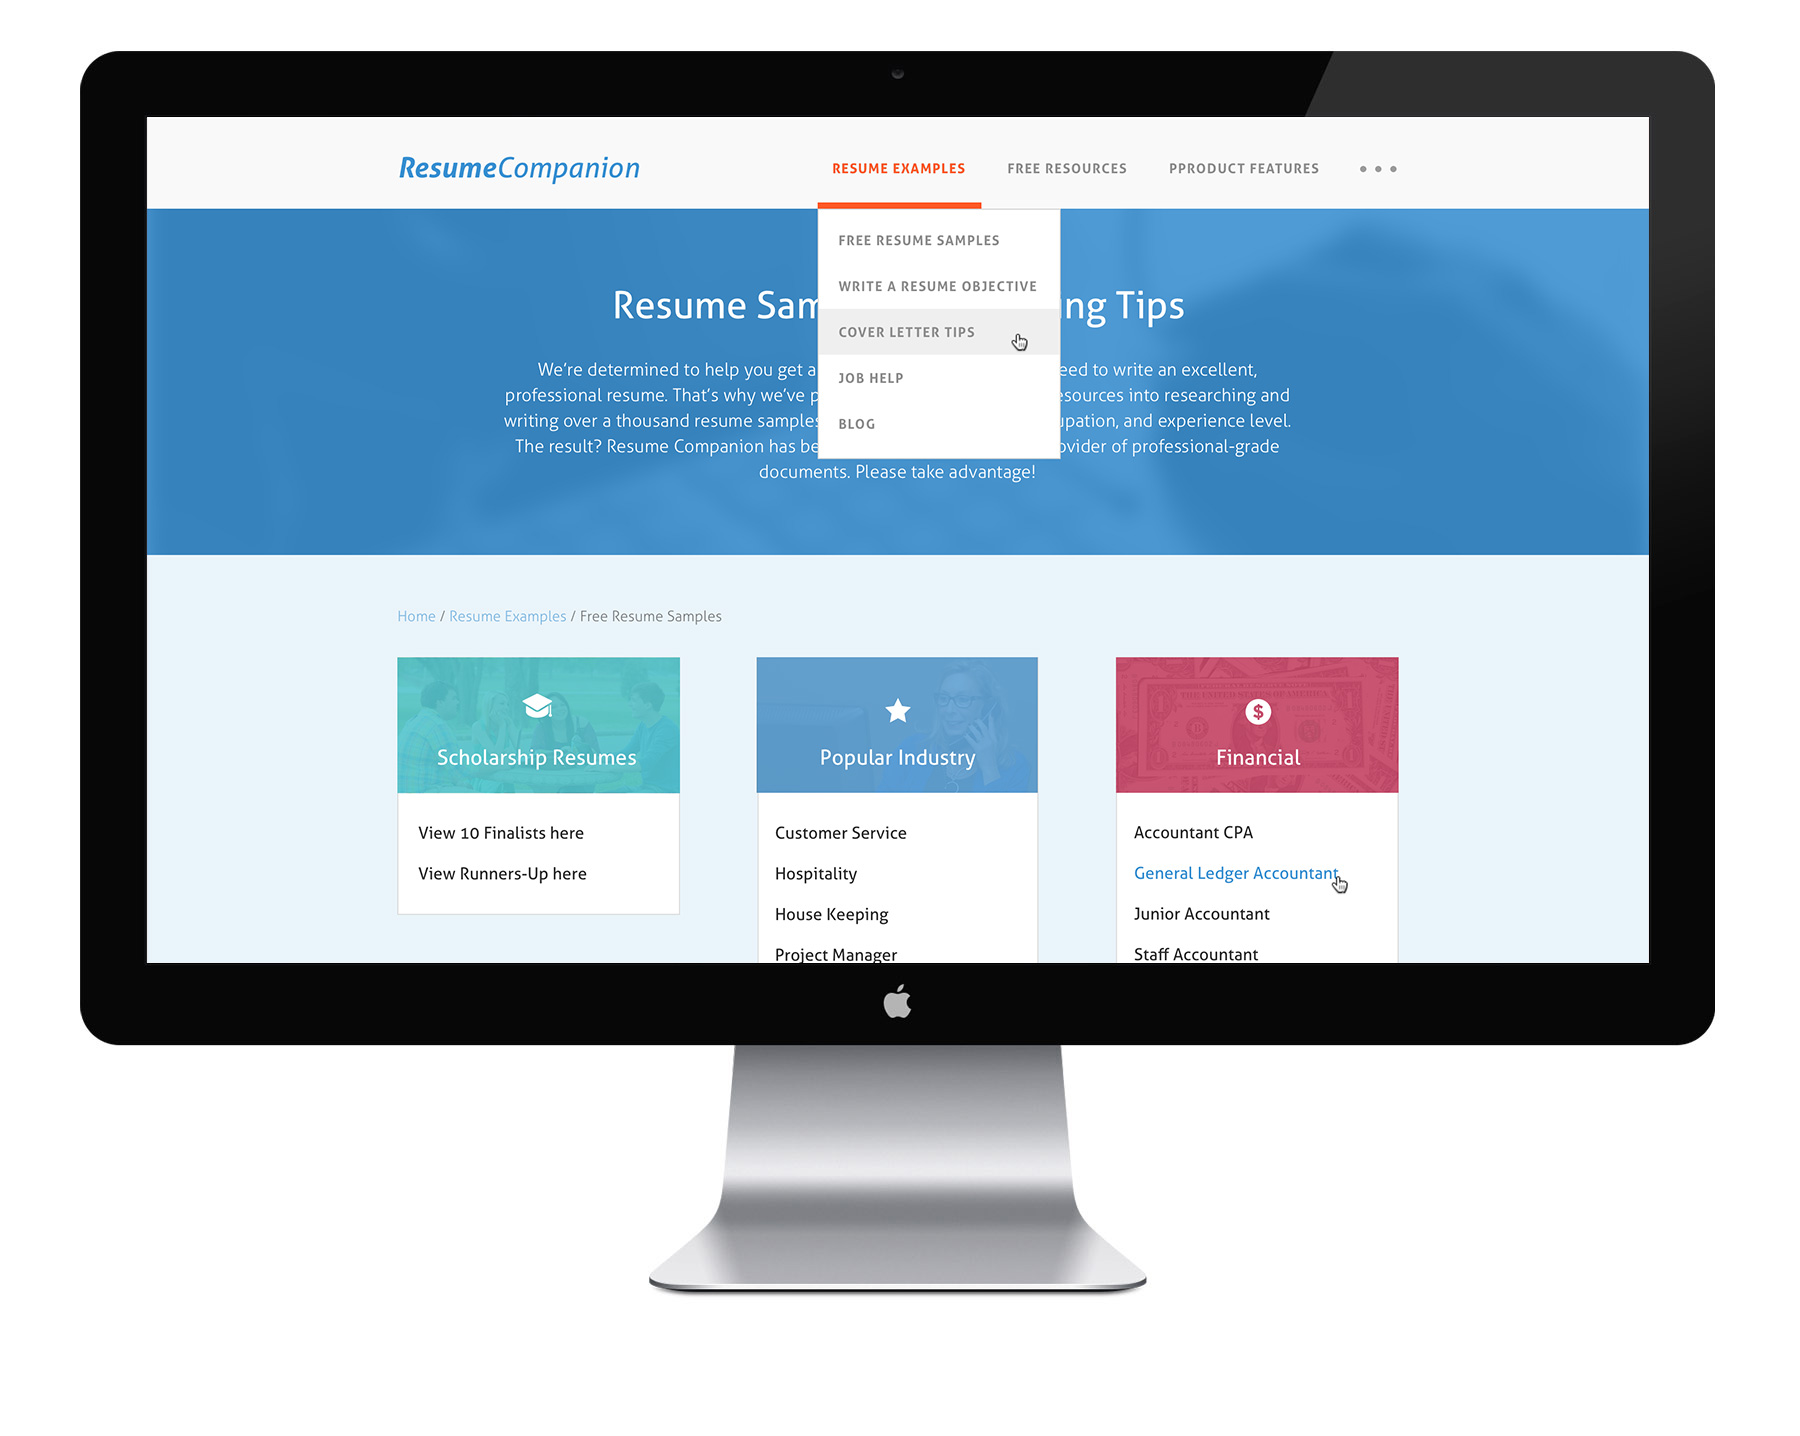 ResumeCompanion
RESUME EXAMPLES
FREE RESOURCES
PPRODUCT FEATURES
FREE RESUME SAMPLES
WRITE A RESUME OBJECTIVE
COVER LETTER TIPS
JOB HELP
BLOG
Resume Sam ng Tips
We're determined to help you get a eed to write an excellent,
professional resume. That's why we've p esources into researching and
writing over a thousand resume samples upation, and experience level.
The result? Resume Companion has be ovider of professional-grade
documents. Please take advantage!
Home / Resume Examples / Free Resume Samples
Scholarship Resumes
View 10 Finalists here
View Runners-Up here
Popular Industry
Customer Service
Hospitality
House Keeping
Project Manager
THE UNITED STATES OF AMERICA
$
Financial
Accountant CPA
General Ledger Accountant
Junior Accountant
Staff Accountant